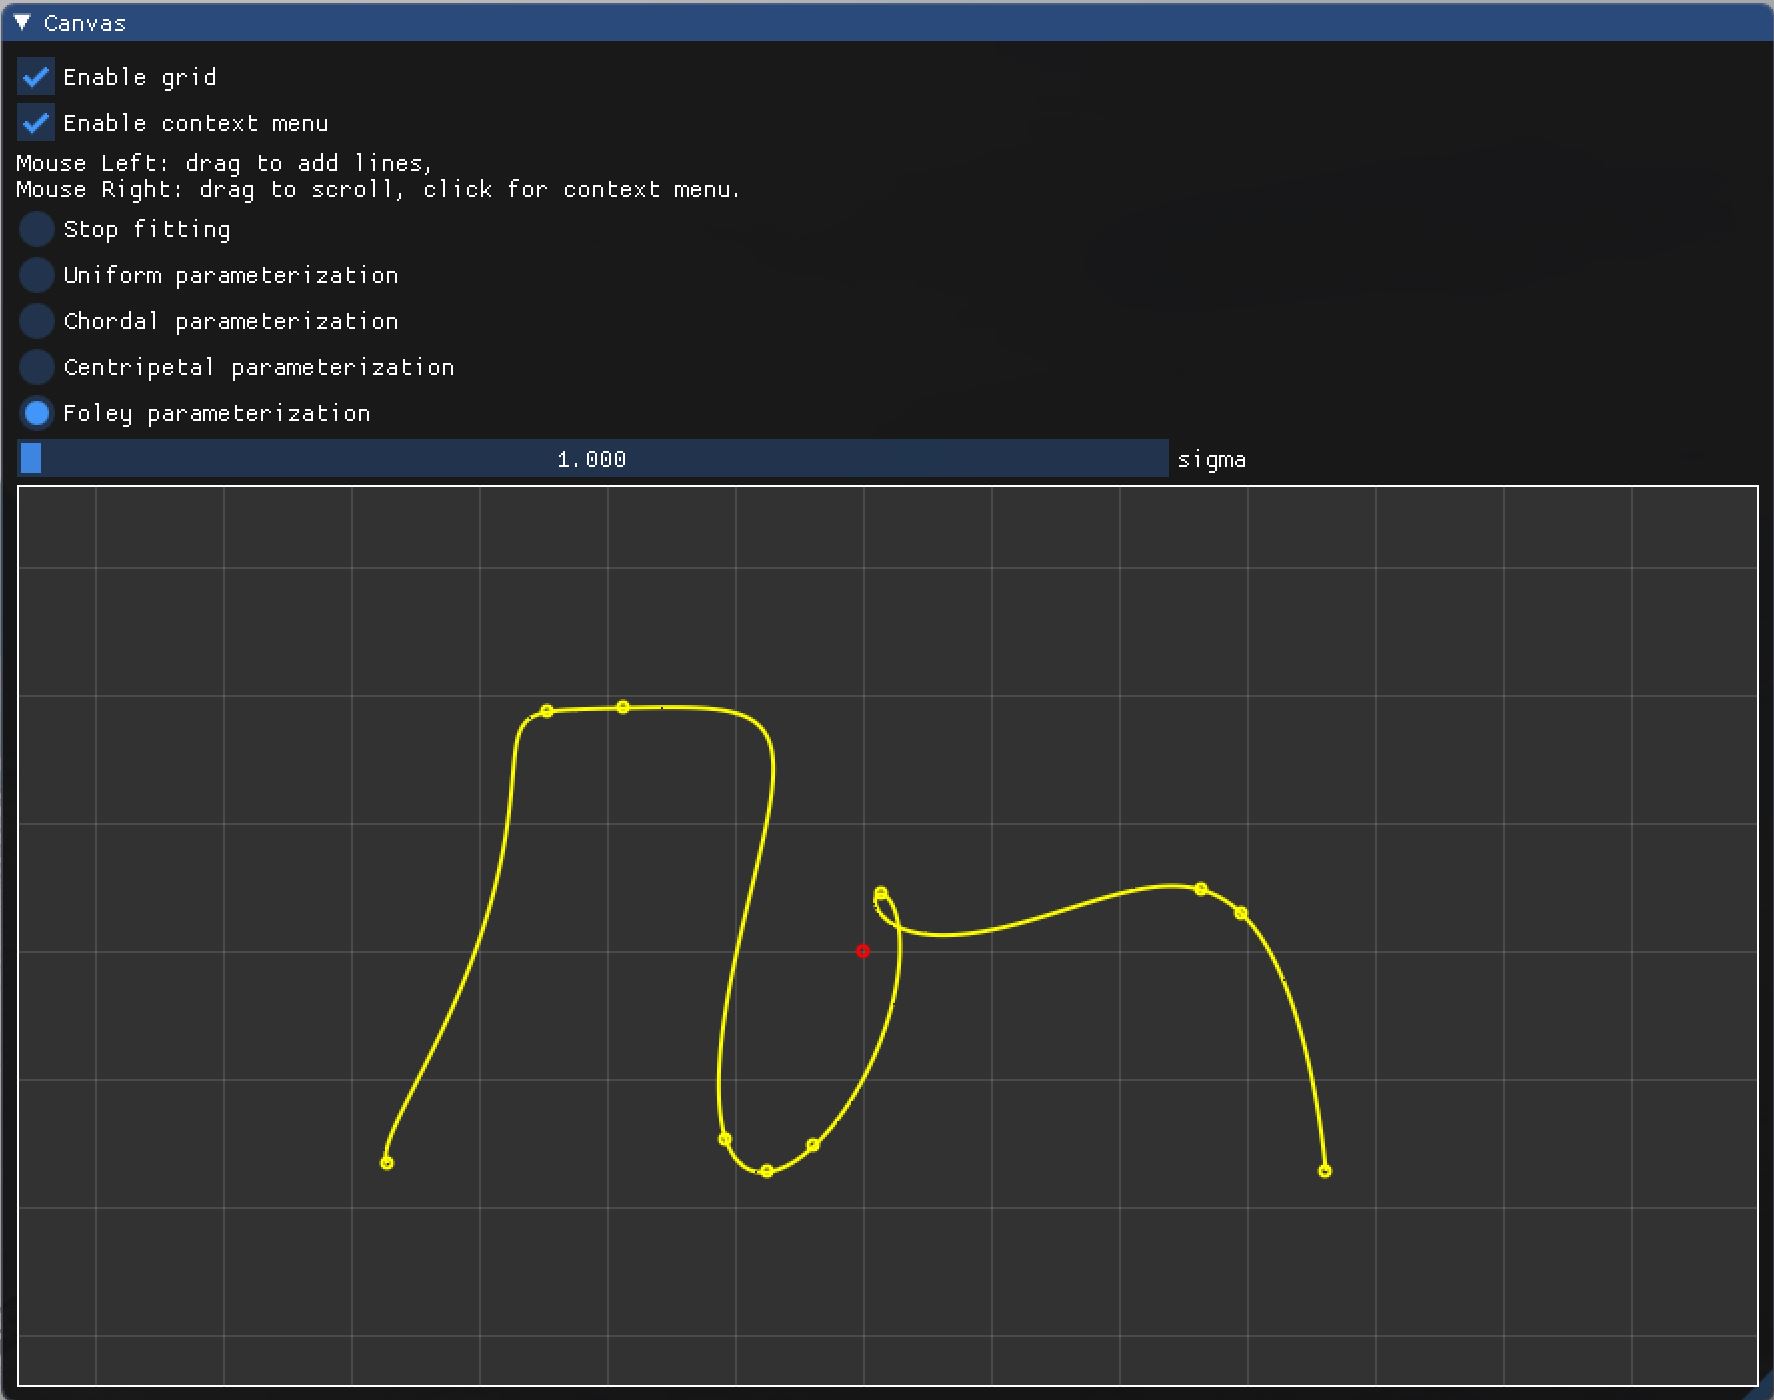 Canvas
Enable grid
Enable context menu
Mouse Left: drag to add lines,
Mouse Right: drag to scroll, click for context menu.
Stop fitting
Uniform parameterization
Chordal parameterization
Centripetal parameterization
Foley parameterization
1.000 sigma